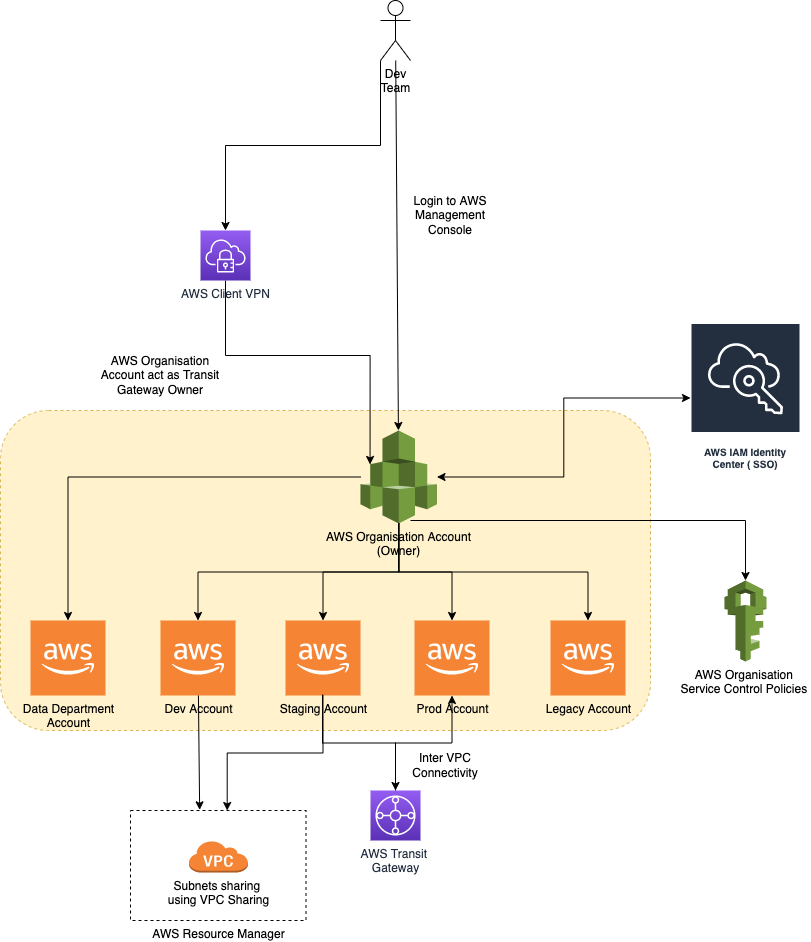 Dev
Team
Login to AWS
Management
Console
AWS Client VPN
AWS Organisation
Account act as Transit
Gateway Owner
AWS IAM Identity
Center ( SSO)
AWS Organisation Account
(Owner)
aws
aws
aws
aws
aws
Data Department
Account
Dev Account
Staging Account
Prod Account
Legacy Account
AWS Organisation
Service Control Policies
Inter VPC
Connectivity
VPC
Subnets sharing
using VPC Sharing
AWS Transit
Gateway
AWS Resource Manager